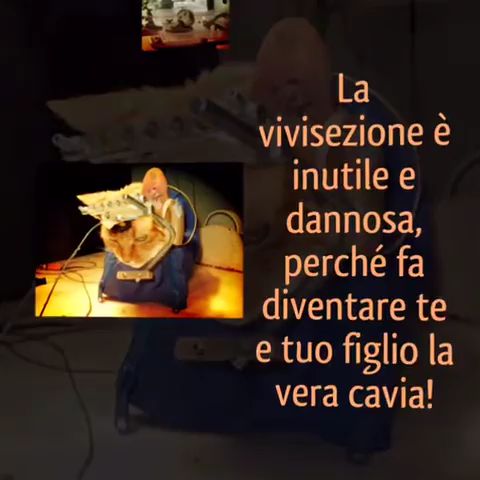 La
vivisezione è
inutile e
dannosa,
perché fa
diventare te
e tuo figlio la
vera cavia!